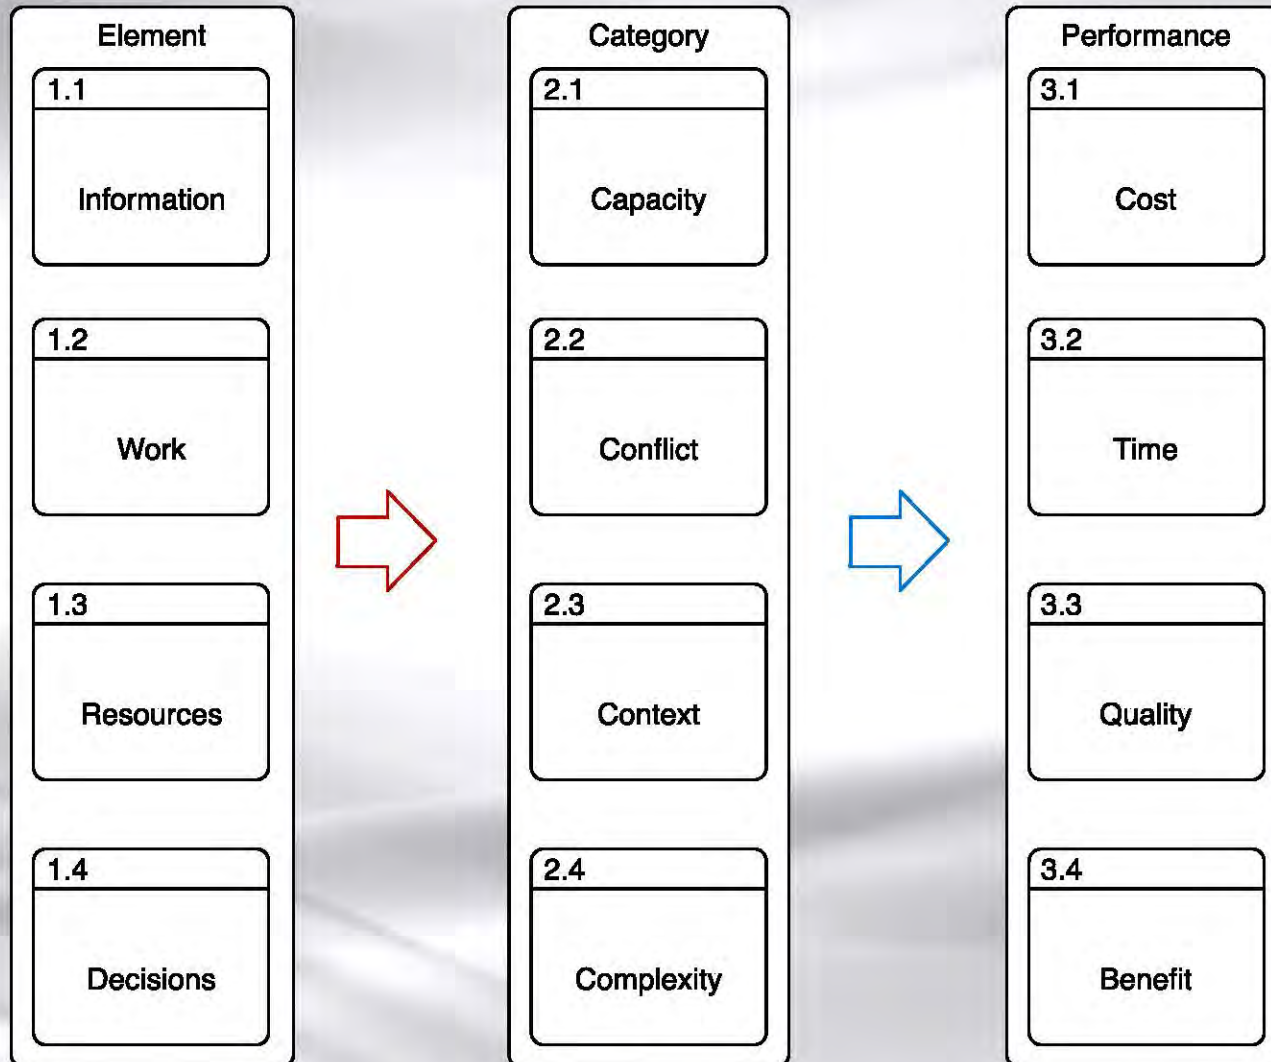 Element
1.1
Information
1.2
Work
1.3
Resources
1.4
Decisions
Category
2.1
Capacity
2.2
Conflict
2.3
Context
2.4
Complexity
Performance
3.1
Cost
3.2
Time
3.3
Quality
3.4
Benefit